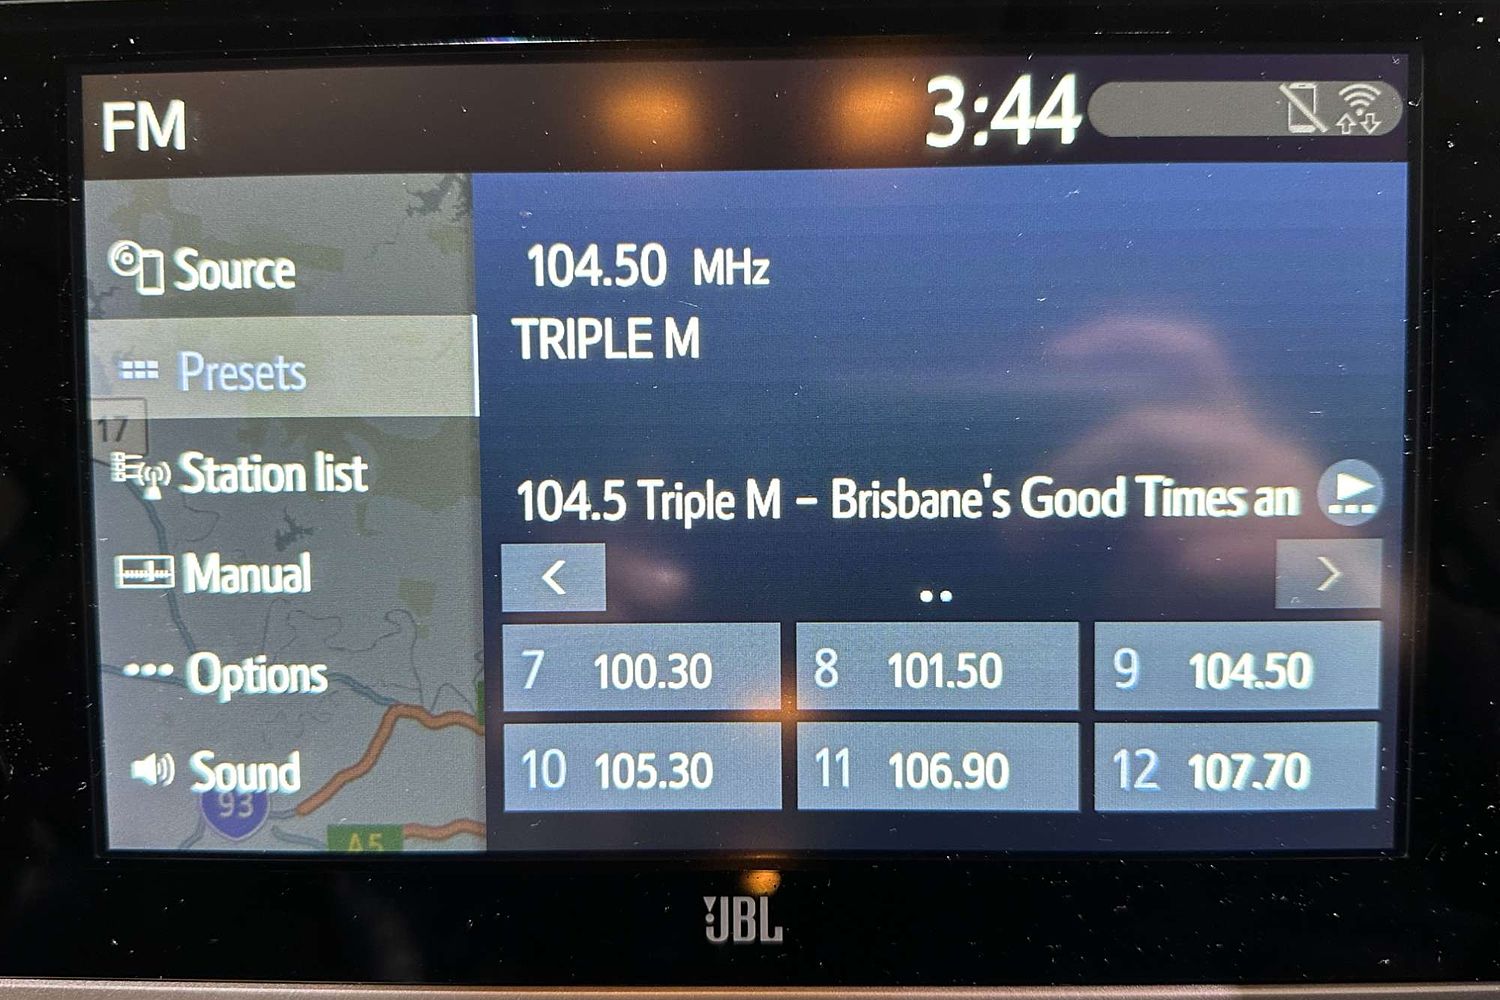 FM
3:44
Source
Presets
17
Station list
Manual
Options
Sound
93
A5
104.50 MHz
TRIPLE M
104.5 Triple M – Brisbane's Good Times an
<
>
7 100.30
8 101.50
9 104.50
10 105.30
11 106.90
12 107.70
JBL